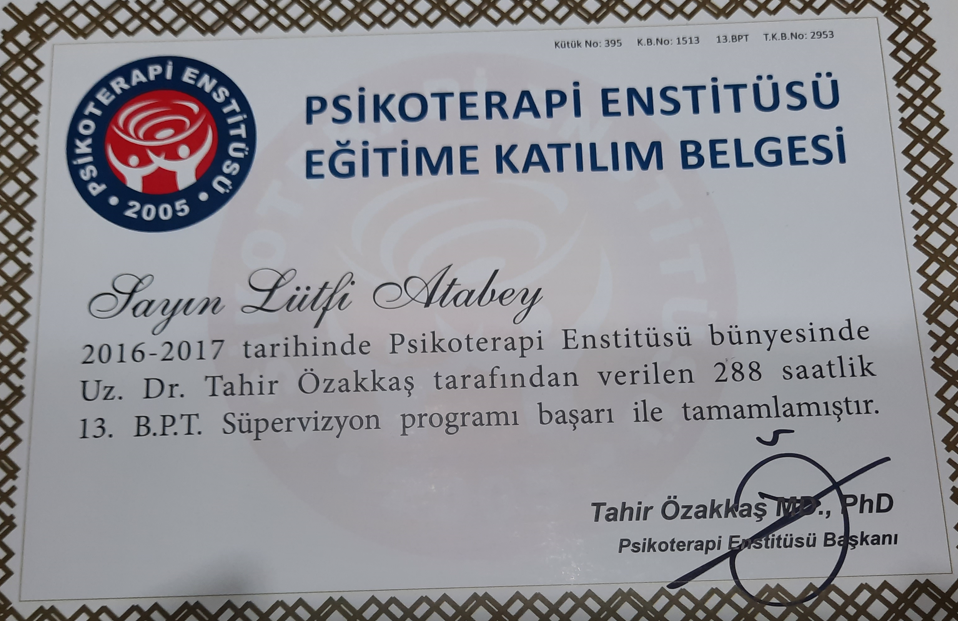 Kütük No: 395 K.B.No: 1513 13.BPT T.K.B.No: 2953
PSİKOTERAPİ ENSTİTÜSÜ
2005
PSİKOTERAPİ ENSTİTÜSÜ
EĞİTİME KATILIM BELGESİ
Sayın Lütfi Atabey
2016-2017 tarihinde Psikoterapi Enstitüsü bünyesinde
Uz. Dr. Tahir Özakkaş tarafından verilen 288 saatlik
13. B.P.T. Süpervizyon programı başarı ile tamamlamıştır.
Tahir Özakkaş MD., PhD
Psikoterapi Enstitüsü Başkanı